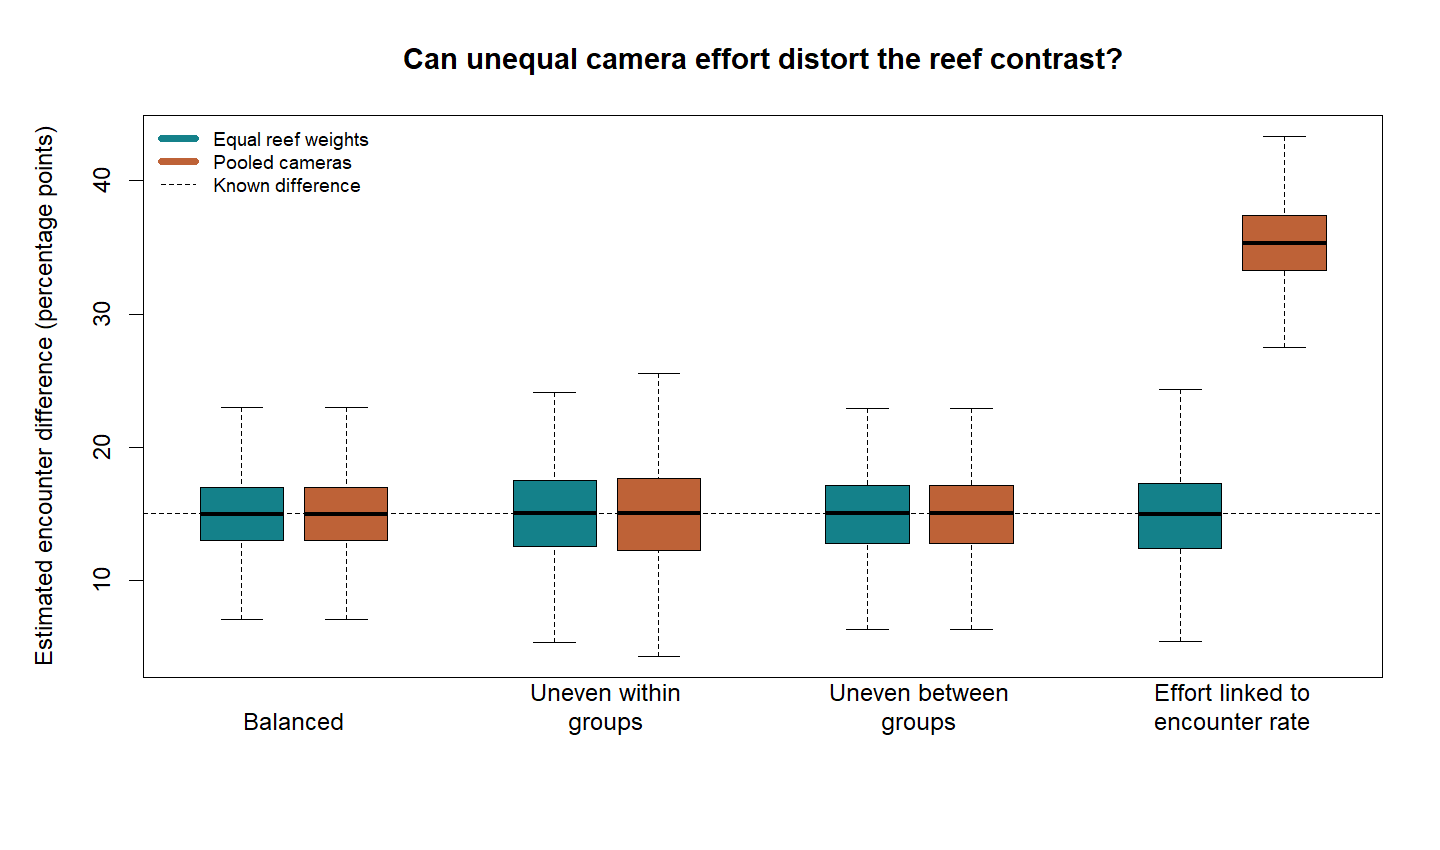 Can unequal camera effort distort the reef contrast?
Estimated encounter difference (percentage points)
40
30
20
10
Equal reef weights
Pooled cameras
Known difference
Balanced
Uneven within
groups
Uneven between
groups
Effort linked to
encounter rate